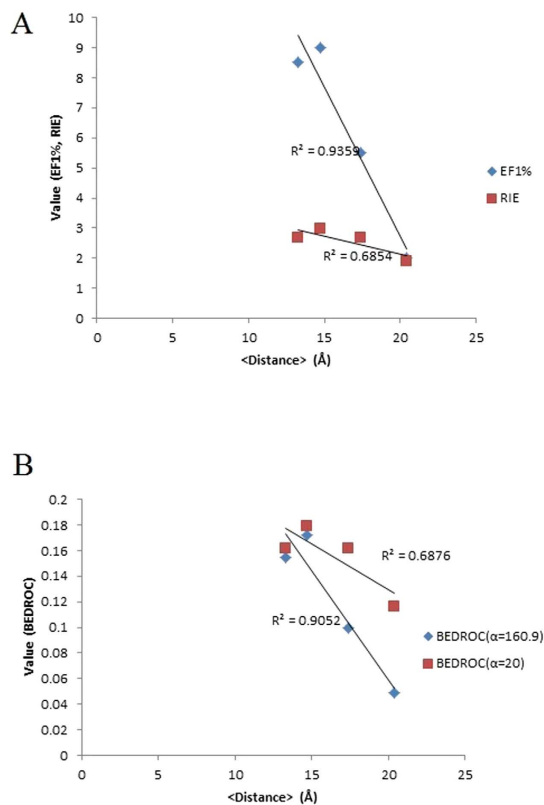 A
10
9
8
7
6
5
4
3
2
1
0
Value (EF1%, RIE)
R² = 0.9359
R² = 0.6854
EF1%
RIE
0 5 10 15 20 25
<Distance> (Å)
B
0.2
0.18
0.16
0.14
0.12
0.1
0.08
0.06
0.04
0.02
0
Value (BEDROC)
R² = 0.6876
R² = 0.9052
BEDROC(α=160.9)
BEDROC(α=20)
0 5 10 15 20 25
<Distance> (Å)